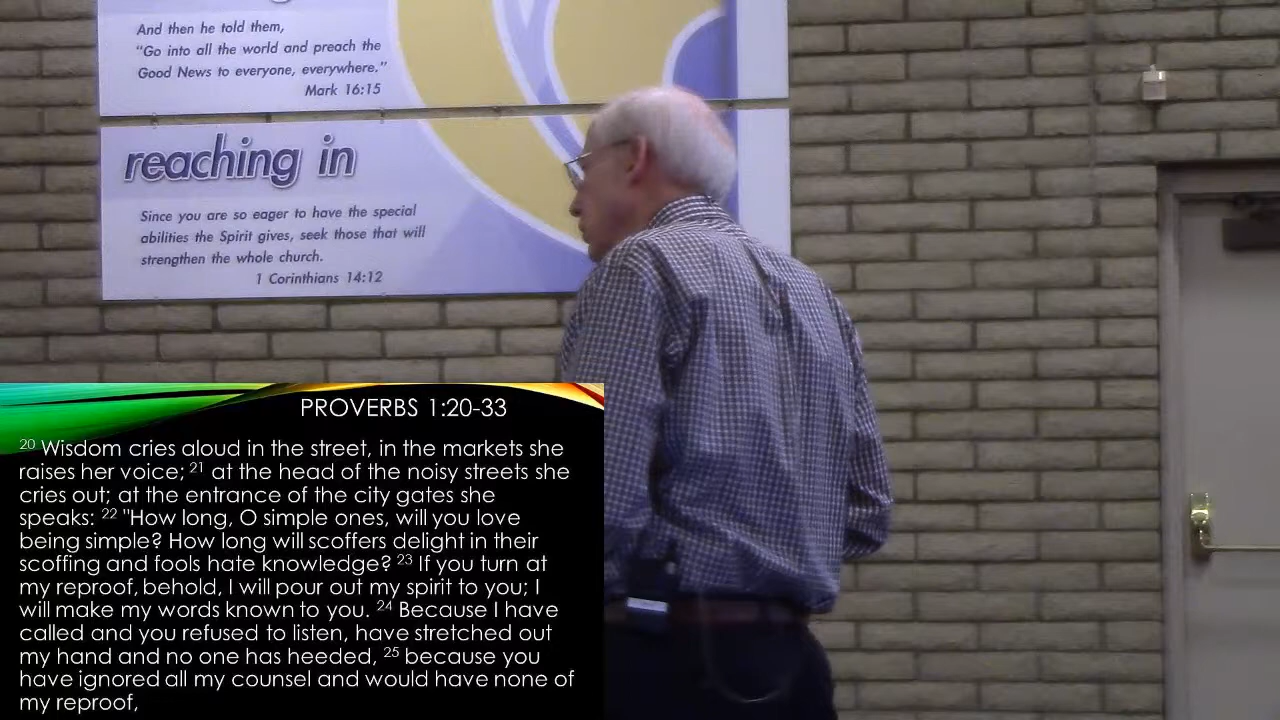 And then he told them,
"Go into all the world and preach the
Good News to everyone, everywhere."
Mark 16:15
reaching in
Since you are so eager to have the special
abilities the Spirit gives, seek those that will
strengthen the whole church.
1 Corinthians 14:12
PROVERBS 1:20-33
20 Wisdom cries aloud in the street, in the markets she
raises her voice; 21 at the head of the noisy streets she
cries out; at the entrance of the city gates she
speaks: 22 "How long, O simple ones, will you love
being simple? How long will scoffers delight in their
scoffing and fools hate knowledge? 23 If you turn at
my reproof, behold, I will pour out my spirit to you; I
will make my words known to you. 24 Because I have
called and you refused to listen, have stretched out
my hand and no one has heeded, 25 because you
have ignored all my counsel and would have none of
my reproof,